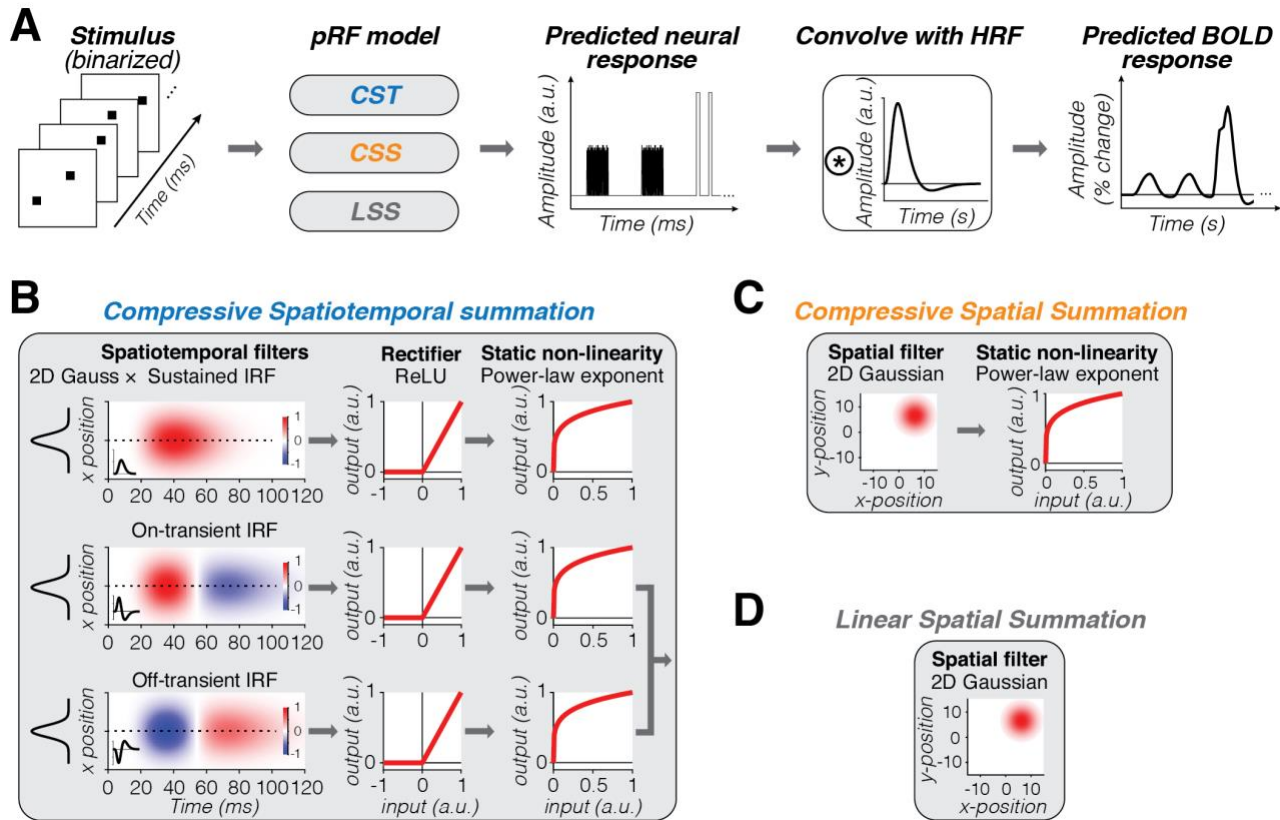 A
Stimulus
(binarized)
Time (ms)
pRF model
CST
CSS
LSS
Predicted neural
response
Amplitude (a.u.)
Time (ms)
Convolve with HRF
Amplitude (a.u.)
Time (s)
Predicted BOLD
response
Amplitude
(% change)
Time (s)
B
Compressive Spatiotemporal summation
Spatiotemporal filters
2D Gauss × Sustained IRF
Rectifier
ReLU
Static non-linearity
Power-law exponent
x position
1
0
-1
0 20 40 60 80 100 120
output (a.u.)
1
0
-1 0 1
output (a.u.)
1
0
0 0.5 1
On-transient IRF
x position
1
0
-1
0 20 40 60 80 100 120
output (a.u.)
1
0
-1 0 1
output (a.u.)
1
0
0 0.5 1
Off-transient IRF
x position
1
0
-1
0 20 40 60 80 100 120
Time (ms)
output (a.u.)
1
0
-1 0 1
input (a.u.)
output (a.u.)
1
0
0 0.5 1
input (a.u.)
C
Compressive Spatial Summation
Spatial filter
2D Gaussian
Static non-linearity
Power-law exponent
y-position
10
0
-10
-10 0 10
x-position
output (a.u.)
1
0
0 0.5 1
input (a.u.)
D
Linear Spatial Summation
Spatial filter
2D Gaussian
y-position
10
0
-10
-10 0 10
x-position